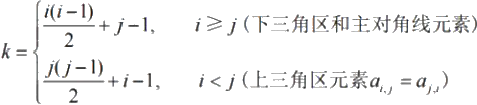 k = { i(i−1)/2 + j−1, i ≥ j (下三角区和主对角线元素)
j(j−1)/2 + i−1, i < j (上三角区元素a_{i,j} = a_{j,i})